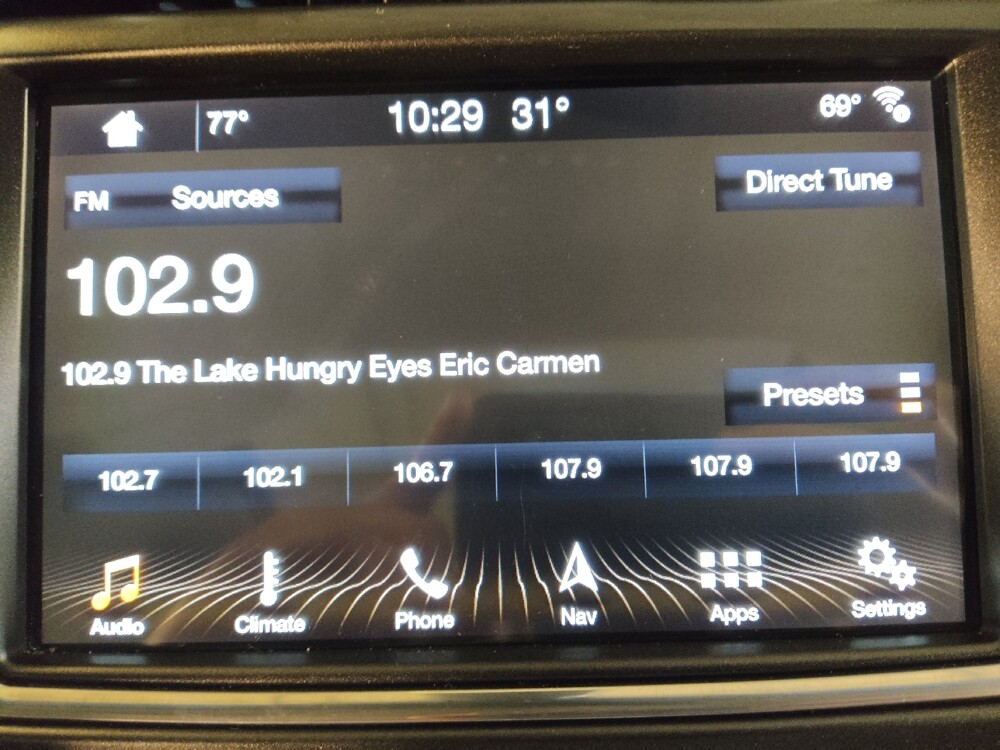 77° 10:29 31° 69°
FM Sources Direct Tune
102.9
102.9 The Lake Hungry Eyes Eric Carmen
Presets
102.7 102.1 106.7 107.9 107.9 107.9
Audio Climate Phone Nav Apps Settings